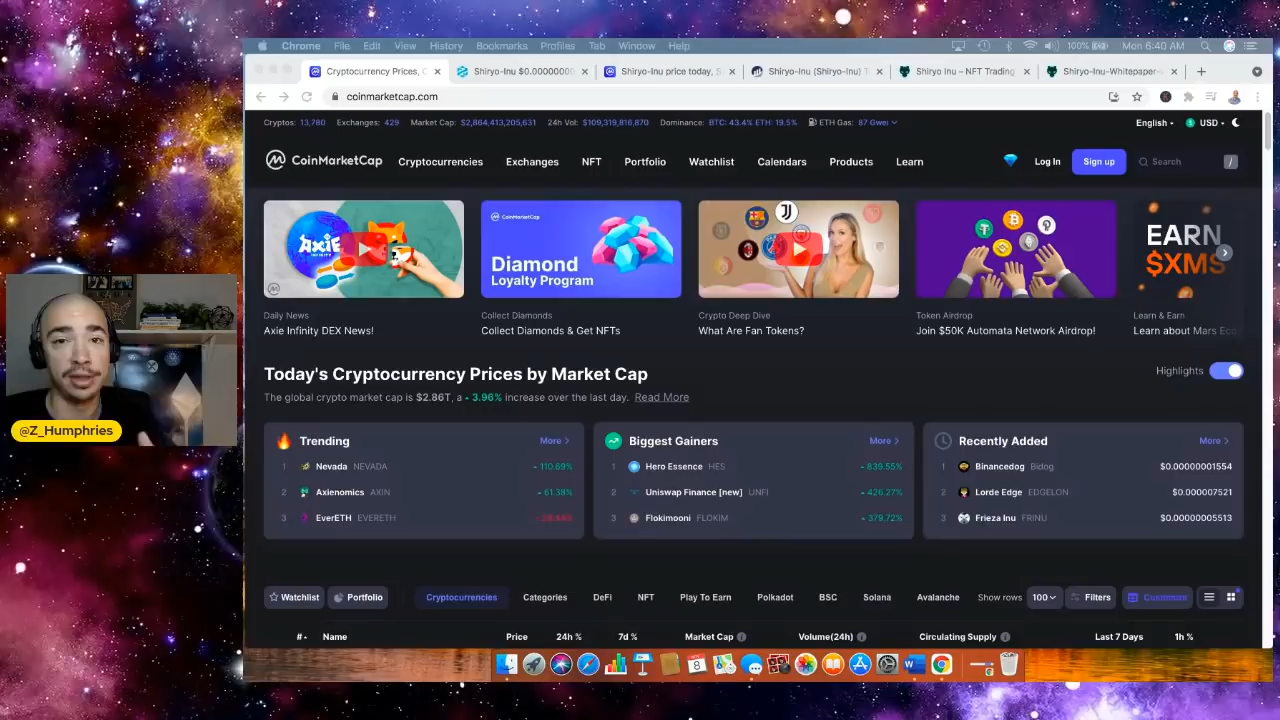 Chrome File Edit View History Bookmarks Profiles Tab Window Help 100% Mon 6:40 AM
Cryptocurrency Prices, C Shiryo-Inu $0.0000000 Shiryo-Inu price today, S Shiryo-Inu (Shiryo-Inu) T Shiryo Inu – NFT Trading Shiryo-Inu-Whitepaper-
coinmarketcap.com
Cryptos: 13,780 Exchanges: 429 Market Cap: $2,864,413,205,631 24h Vol: $109,319,816,870 Dominance: BTC: 43.4% ETH: 19.5% ETH Gas: 87 Gwei English USD
CoinMarketCap Cryptocurrencies Exchanges NFT Portfolio Watchlist Calendars Products Learn Log In Sign up Search /
AXIE
CoinMarketCap
Diamond
Loyalty Program
EARN
$XMS
Daily News Collect Diamonds Crypto Deep Dive Token Airdrop Learn & Earn
Axie Infinity DEX News! Collect Diamonds & Get NFTs What Are Fan Tokens? Join $50K Automata Network Airdrop! Learn about Mars
@Z_Humphries
Today's Cryptocurrency Prices by Market Cap Highlights
The global crypto market cap is $2.86T, a 3.96% increase over the last day. Read More
Trending More >
1 Nevada NEVADA 110.69%
2 Axienomics AXIN 61.38%
3 EverETH EVERETH
Biggest Gainers More >
1 Hero Essence HES 839.55%
2 Uniswap Finance [new] UNFI 426.27%
3 Flokimooni FLOKIM 379.72%
Recently Added More >
1 Binancedog Bidog $0.00000001554
2 Lorde Edge EDGELON $0.000007521
3 Frieza Inu FRINU $0.00000005513
Watchlist Portfolio Cryptocurrencies Categories DeFi NFT Play To Earn Polkadot BSC Solana Avalanche Show rows 100 Filters Customize
# Name Price 24h % 7d % Market Cap Volume(24h) Circulating Supply Last 7 Days 1h %
NOV
8